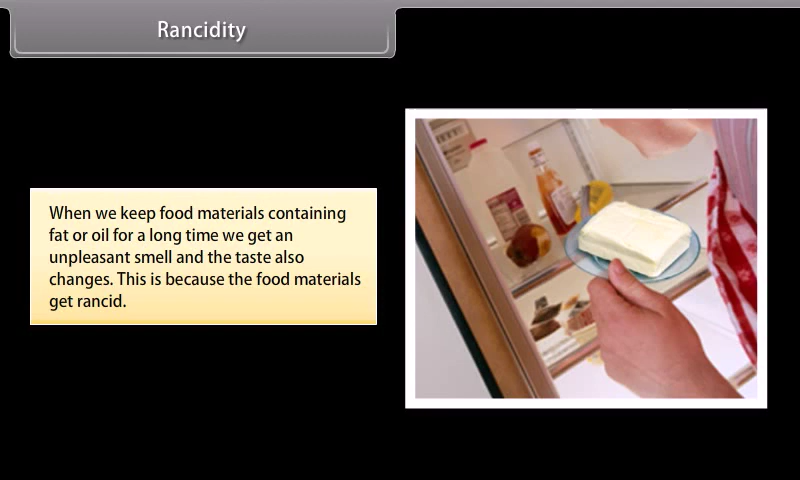 Rancidity
When we keep food materials containing
fat or oil for a long time we get an
unpleasant smell and the taste also
changes. This is because the food materials
get rancid.